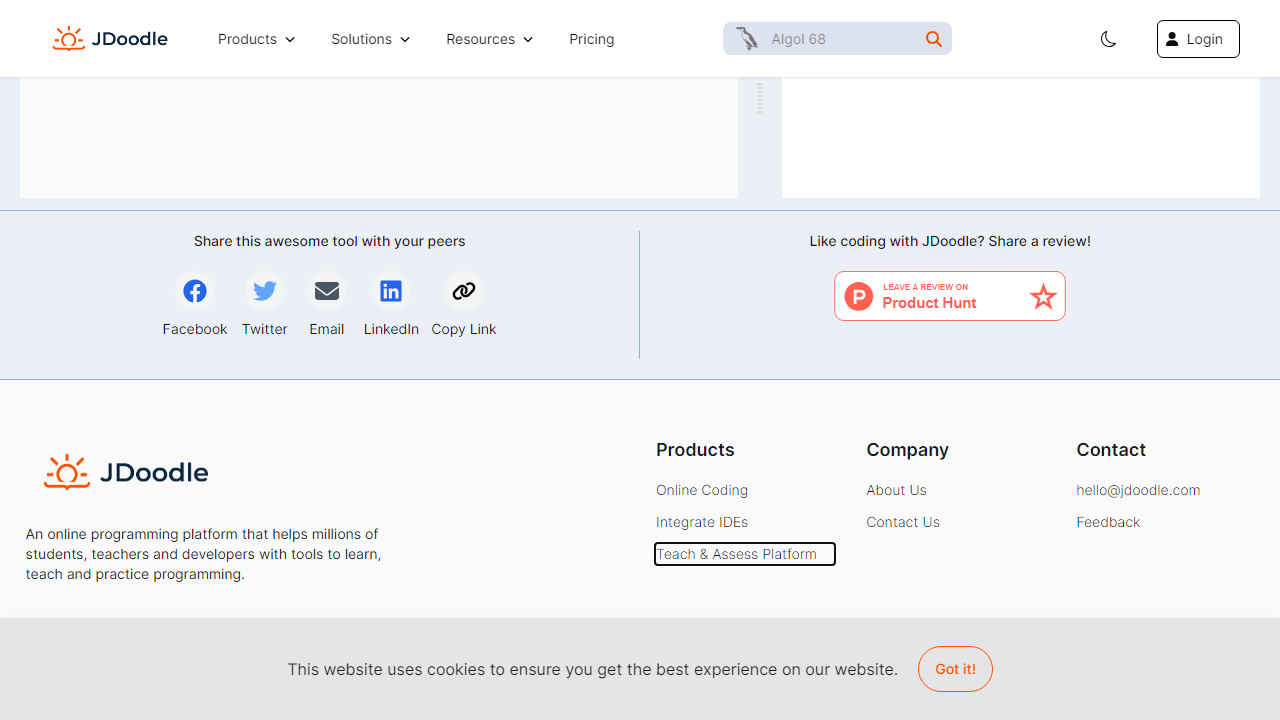 JDoodle
Products
Solutions
Resources
Pricing
Algol 68
Login
Share this awesome tool with your peers
Facebook
Twitter
Email
LinkedIn
Copy Link
Like coding with JDoodle? Share a review!
P
LEAVE A REVIEW ON
Product Hunt
JDoodle
An online programming platform that helps millions of
students, teachers and developers with tools to learn,
teach and practice programming.
Products
Online Coding
Integrate IDEs
Teach & Assess Platform
Company
About Us
Contact Us
Contact
hello@jdoodle.com
Feedback
This website uses cookies to ensure you get the best experience on our website.
Got it!